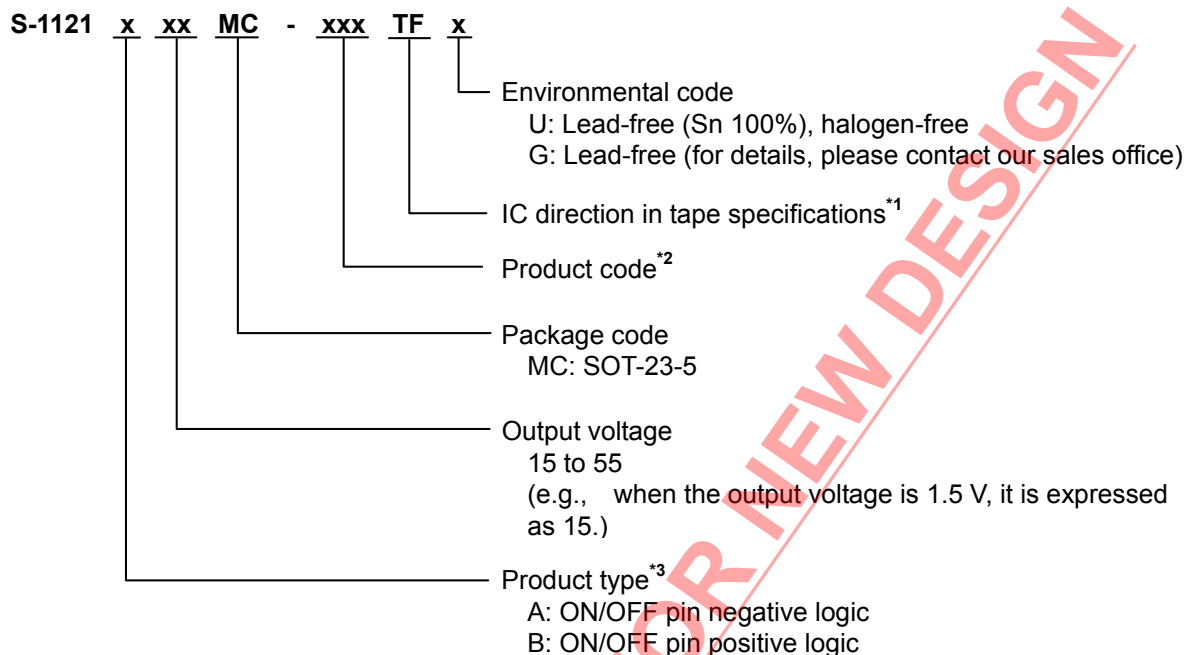 S-1121 x xx MC - xxx TF x
Environmental code
U: Lead-free (Sn 100%), halogen-free
G: Lead-free (for details, please contact our sales office)
IC direction in tape specifications*1
Product code*2
Package code
MC: SOT-23-5
Output voltage
15 to 55
(e.g., when the output voltage is 1.5 V, it is expressed
as 15.)
Product type*3
A: ON/OFF pin negative logic
B: ON/OFF pin positive logic
OR NEW DESIGN